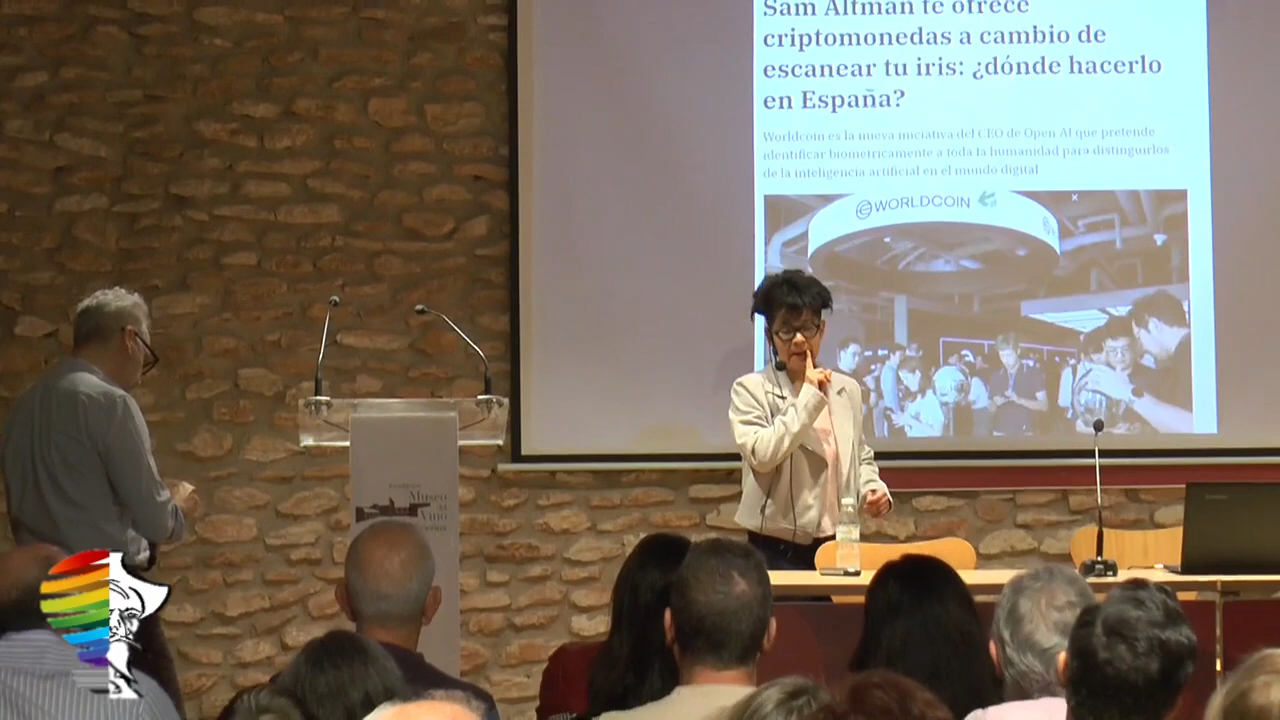 Sam Altman te ofrece
criptomonedas a cambio de
escanear tu iris: ¿dónde hacerlo
en España?
Worldcoin es la nueva iniciativa del CEO de Open AI que pretende
identificar biométricamente a toda la humanidad para distinguirlos
de la inteligencia artificial en el mundo digital
WORLDCOIN
Museo
del
Vino